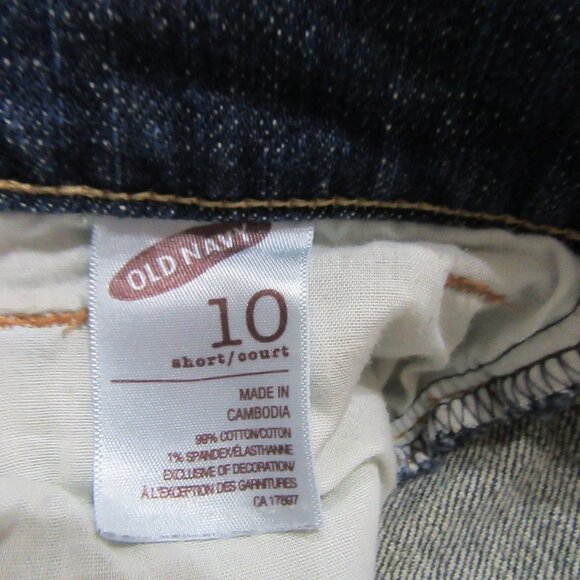 OLD NAVY
10
short/court
MADE IN
CAMBODIA
99% COTTON/COTON
1% SPANDEX/ÉLASTHANNE
EXCLUSIVE OF DECORATION/
À L'EXCEPTION DES GARNITURES
CA 17897